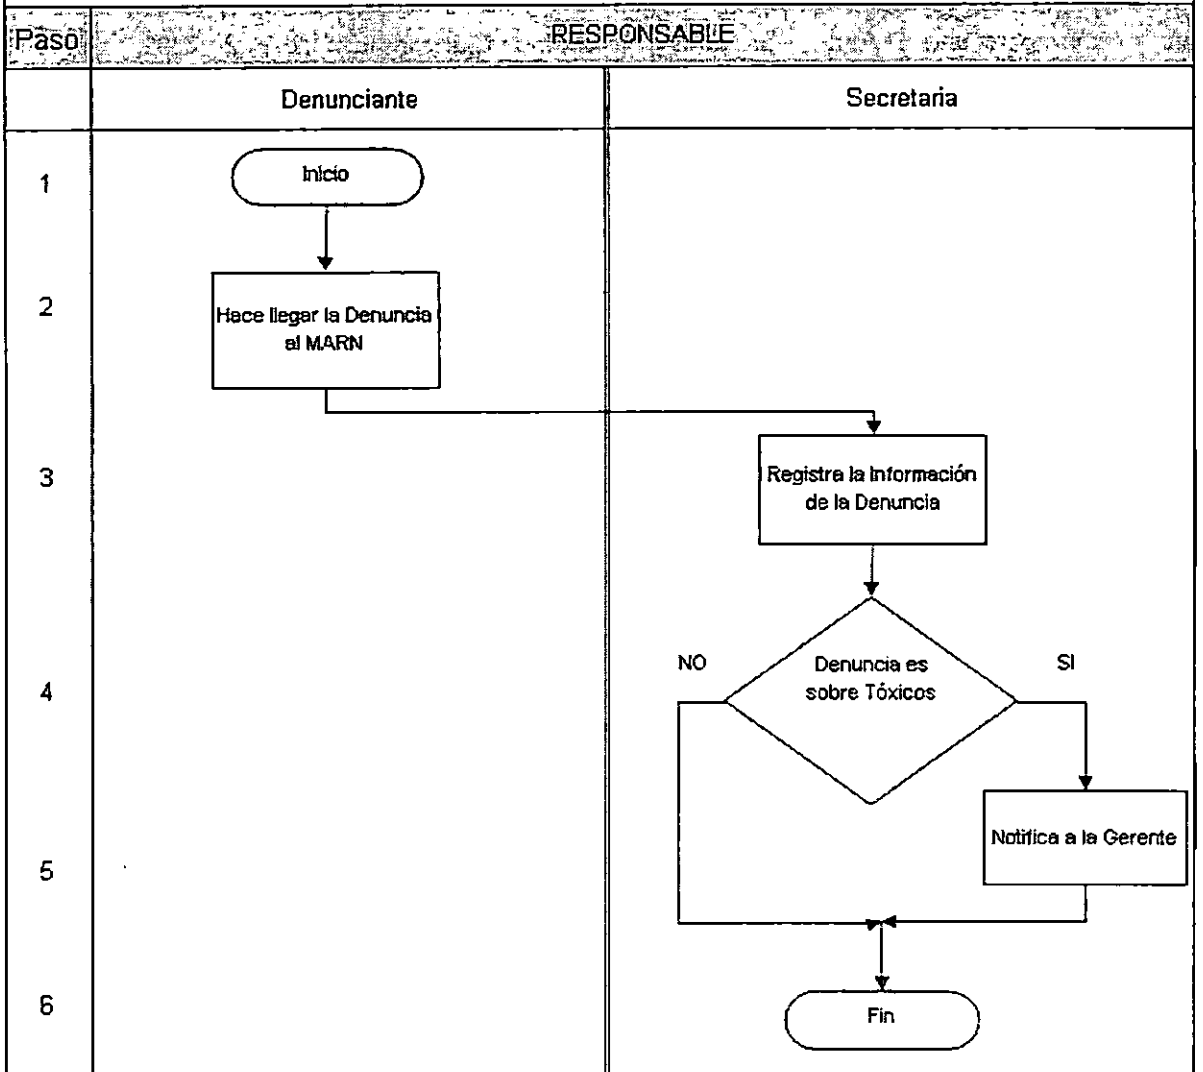 Paso RESPONSABLE
Denunciante Secretaria
1 Inicio
2 Hace llegar la Denuncia
al MARN
3 Registra la Información
de la Denuncia
NO Denuncia es SI
4 sobre Tóxicos
Notifica a la Gerente
5
6 Fin